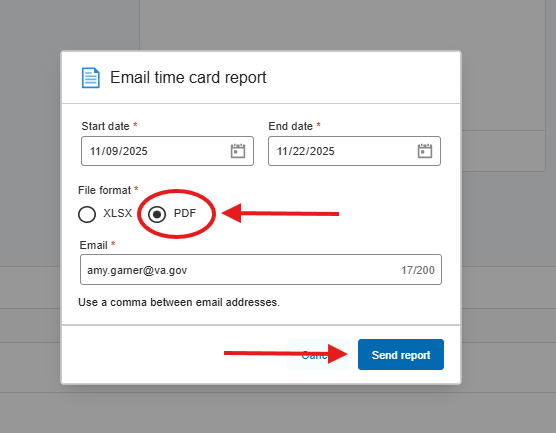 Email time card report
Start date *
End date *
11/09/2025
11/22/2025
File format *
XLSX
PDF
Email *
amy.garner@va.gov
17/200
Use a comma between email addresses.
Send report